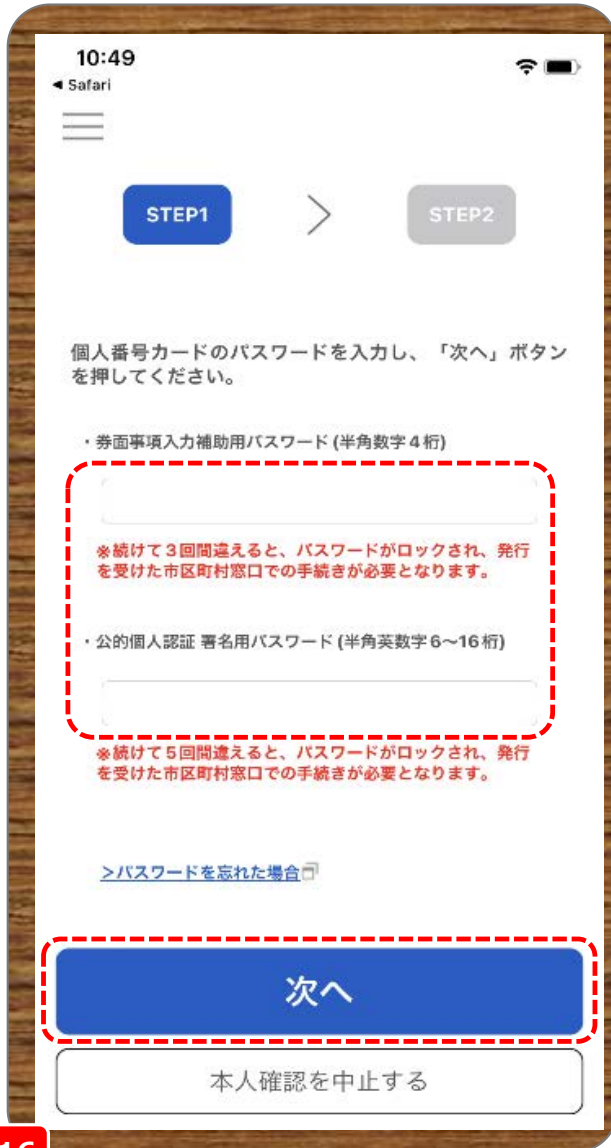 10:49
◀ Safari
STEP1
>
STEP2
個人番号カードのパスワードを入力し、「次へ」ボタン
を押してください。
・券面事項入力補助用パスワード (半角数字4桁)
※続けて3回間違えると、パスワードがロックされ、発行
を受けた市区町村窓口での手続きが必要となります。
・公的個人認証 署名用パスワード (半角英数字6〜16桁)
※続けて5回間違えると、パスワードがロックされ、発行
を受けた市区町村窓口での手続きが必要となります。
>パスワードを忘れた場合
次へ
本人確認を中止する